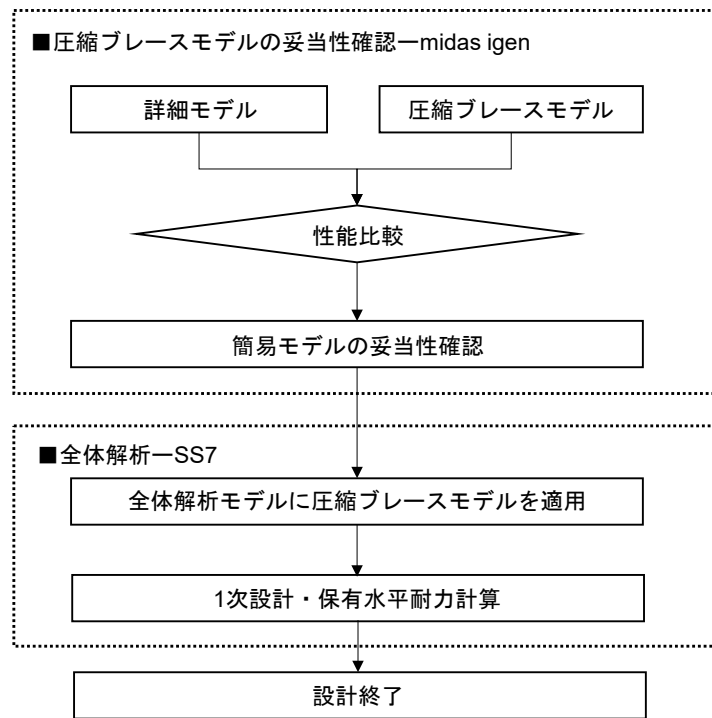 ■圧縮ブレースモデルの妥当性確認ーmidas igen
詳細モデル
圧縮ブレースモデル
性能比較
簡易モデルの妥当性確認
■全体解析ーSS7
全体解析モデルに圧縮ブレースモデルを適用
1次設計・保有水平耐力計算
設計終了